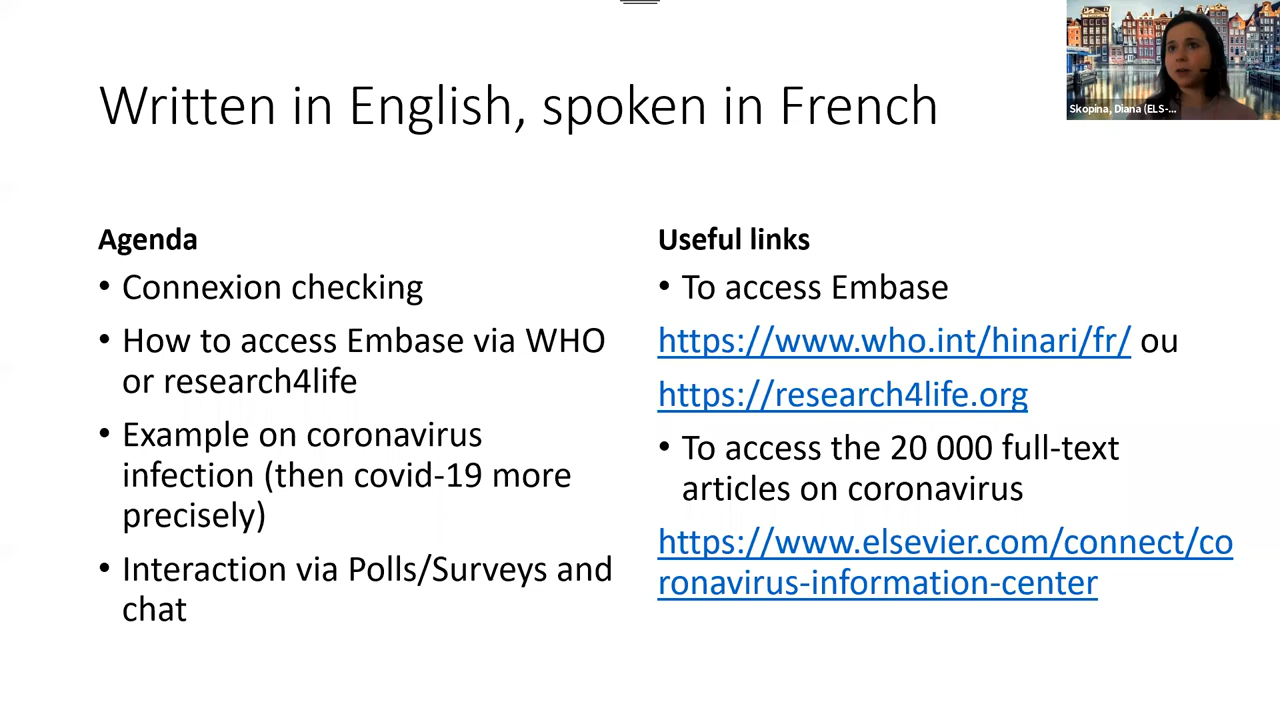 Written in English, spoken in French
Skopina, Diana (ELS-...
Agenda
• Connexion checking
• How to access Embase via WHO
or research4life
• Example on coronavirus
infection (then covid-19 more
precisely)
• Interaction via Polls/Surveys and
chat
Useful links
• To access Embase
https://www.who.int/hinari/fr/ ou
https://research4life.org
• To access the 20 000 full-text
articles on coronavirus
https://www.elsevier.com/connect/co
ronavirus-information-center